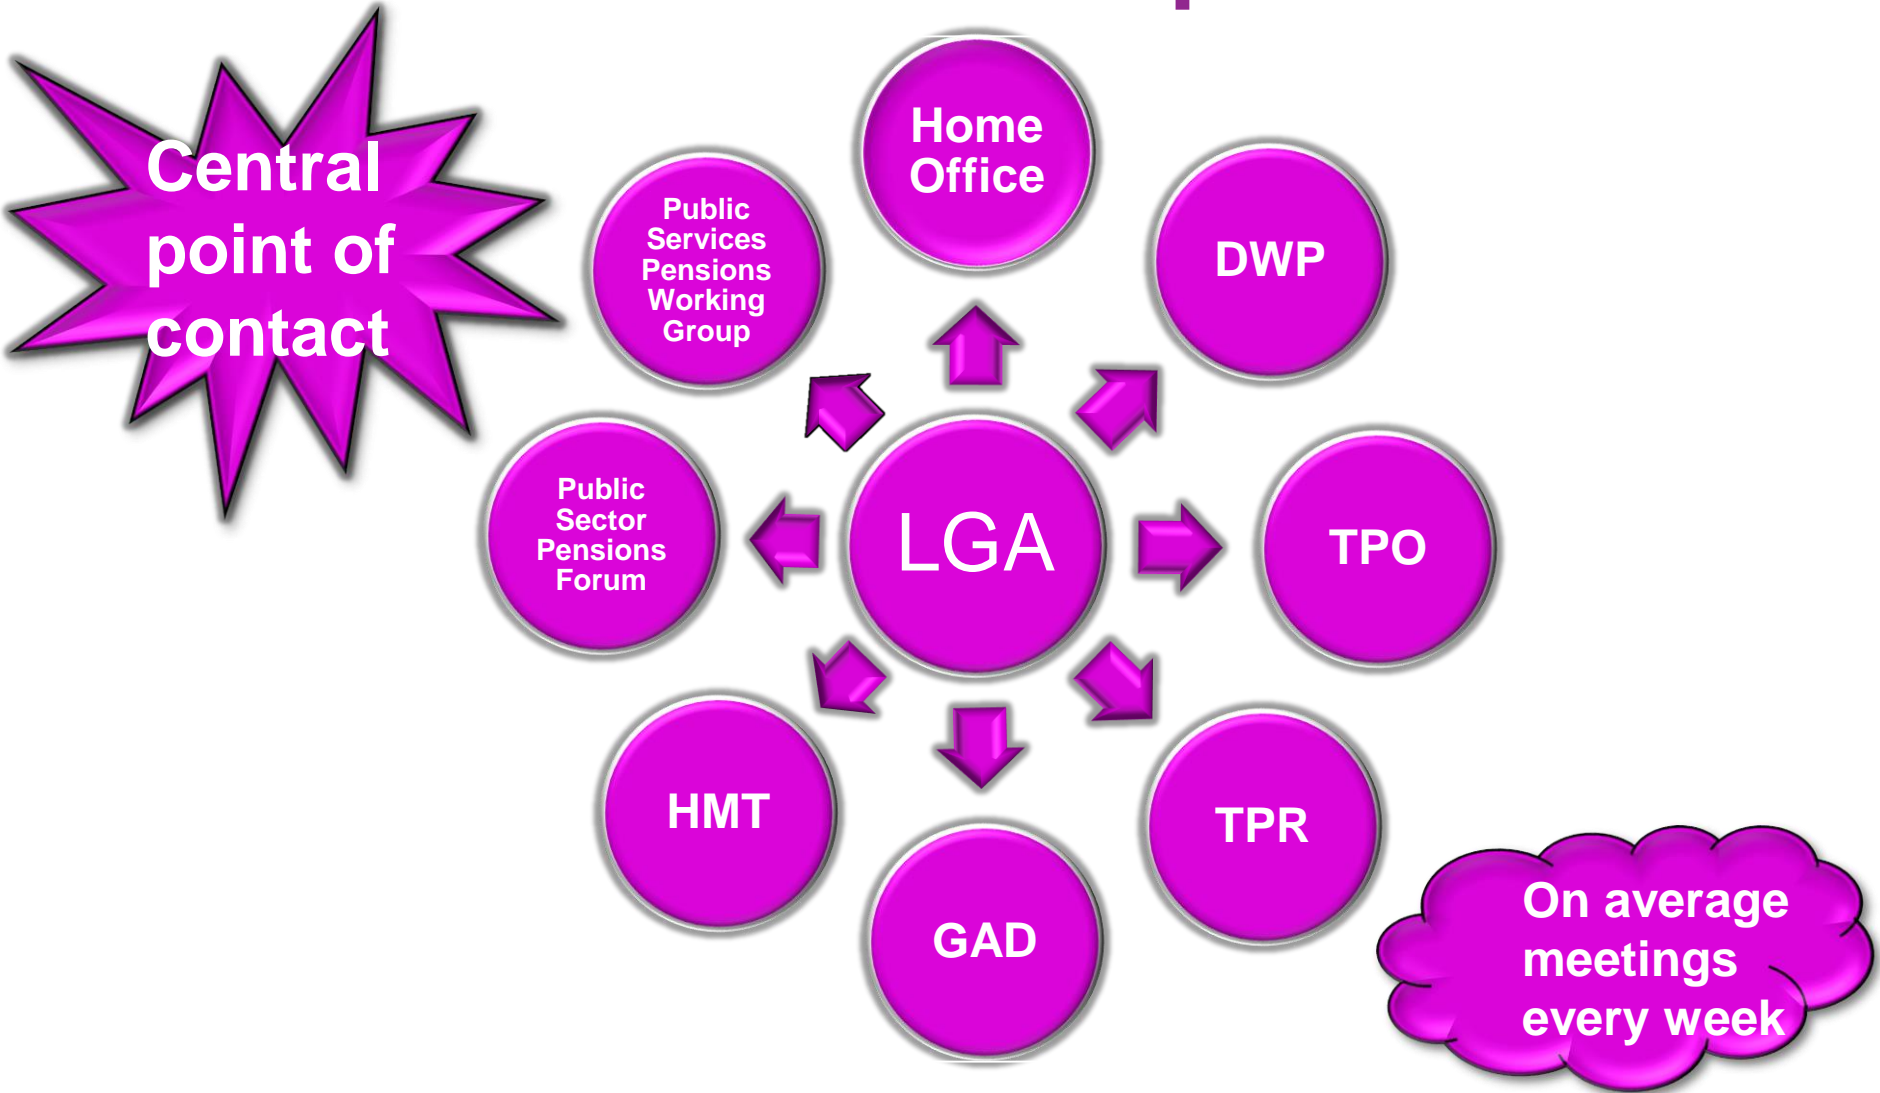 Central
point of
contact
Home
Office
Public
Services
Pensions
Working
Group
DWP
Public
Sector
Pensions
Forum
LGA
TPO
HMT
TPR
GAD
On average
meetings
every week